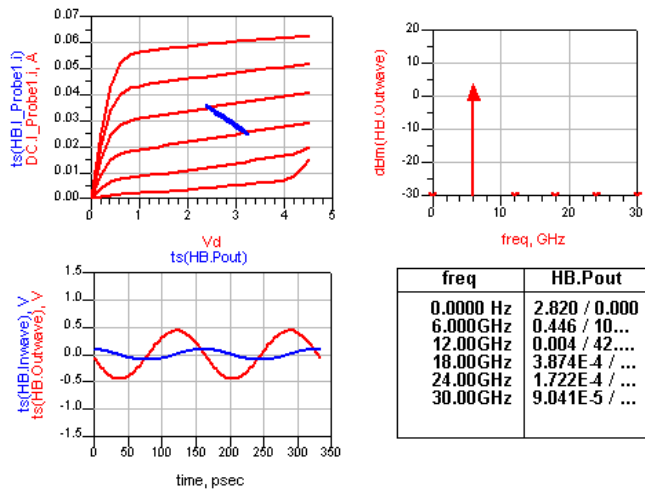 ts(HB.I_Probe1.i)
DC.I_Probe1.i, A
0.07
0.06
0.05
0.04
0.03
0.02
0.01
0.00
0 1 2 3 4 5
Vd
ts(HB.Pout)
dBm(HB.Outwave)
20
10
0
-10
-20
-30
0 10 20 30
freq, GHz
ts(HB.Inwave), V
ts(HB.Outwave), V
1.5
1.0
0.5
0.0
-0.5
-1.0
-1.5
0 50 100 150 200 250 300 350
time, psec
freq HB.Pout
0.0000 Hz 2.820 / 0.000
6.000GHz 0.446 / 10...
12.00GHz 0.004 / 42....
18.00GHz 3.874E-4 / ...
24.00GHz 1.722E-4 / ...
30.00GHz 9.041E-5 / ...